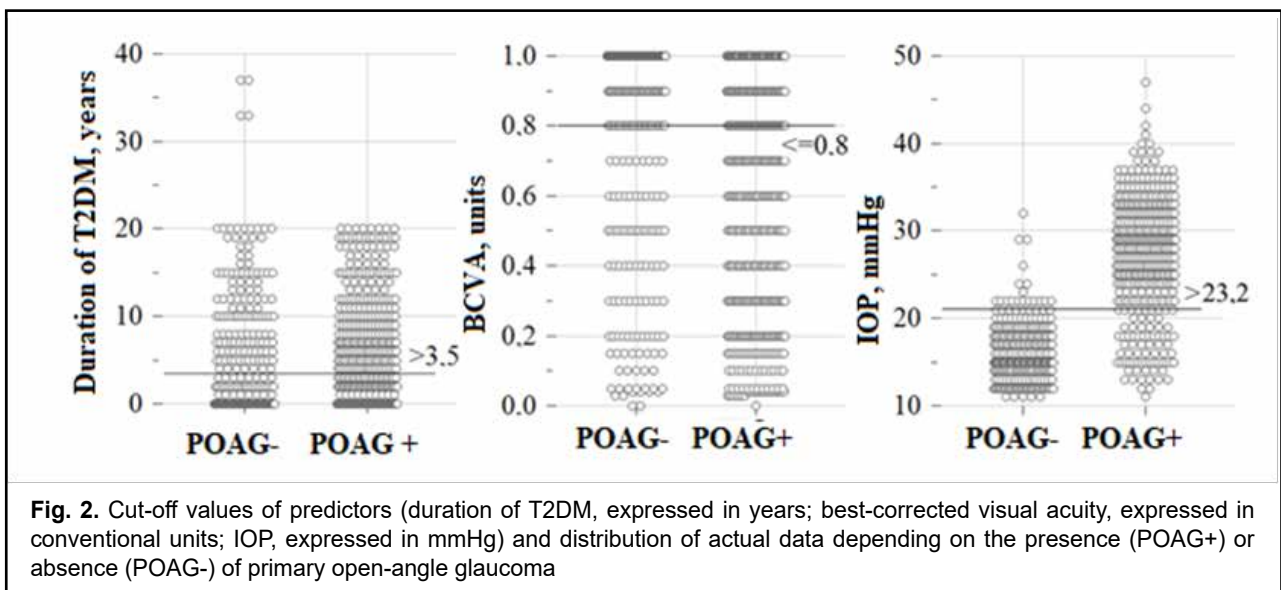 Duration of T2DM, years
40
30
20
10
0
>3.5
POAG- POAG +
BCVA, units
1.0
0.8
0.6
0.4
0.2
0.0
<=0.8
POAG- POAG+
IOP, mmHg
50
40
30
20
10
>23,2
POAG- POAG+
Fig. 2. Cut-off values of predictors (duration of T2DM, expressed in years; best-corrected visual acuity, expressed in
conventional units; IOP, expressed in mmHg) and distribution of actual data depending on the presence (POAG+) or
absence (POAG-) of primary open-angle glaucoma